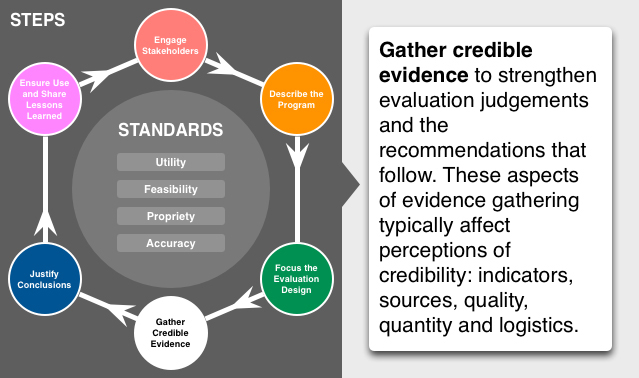 STEPS
Engage
Stakeholders
Describe the
Program
Focus the
Evaluation
Design
Gather
Credible
Evidence
Justify
Conclusions
Ensure Use
and Share
Lessons
Learned
STANDARDS
Utility
Feasibility
Propriety
Accuracy
Gather credible
evidence to strengthen
evaluation judgements
and the
recommendations that
follow. These aspects
of evidence gathering
typically affect
perceptions of
credibility: indicators,
sources, quality,
quantity and logistics.